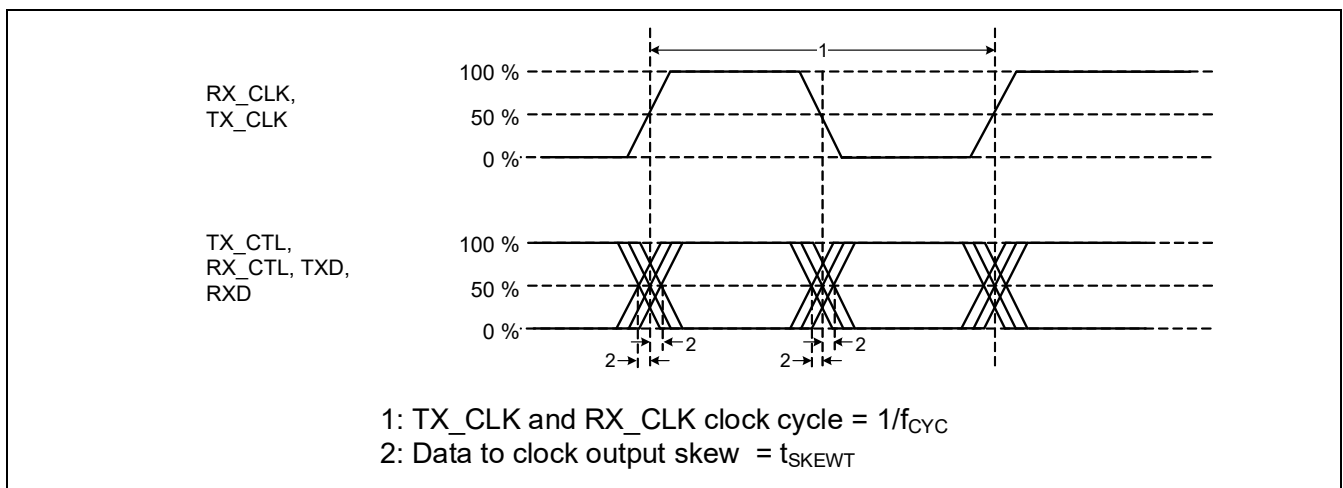 1
RX_CLK,
TX_CLK
100 %
50 %
0 %
TX_CTL,
RX_CTL, TXD,
RXD
100 %
50 %
0 %
2
2
2
2
1: TX_CLK and RX_CLK clock cycle = 1/fCYC
2: Data to clock output skew = tSKEWT